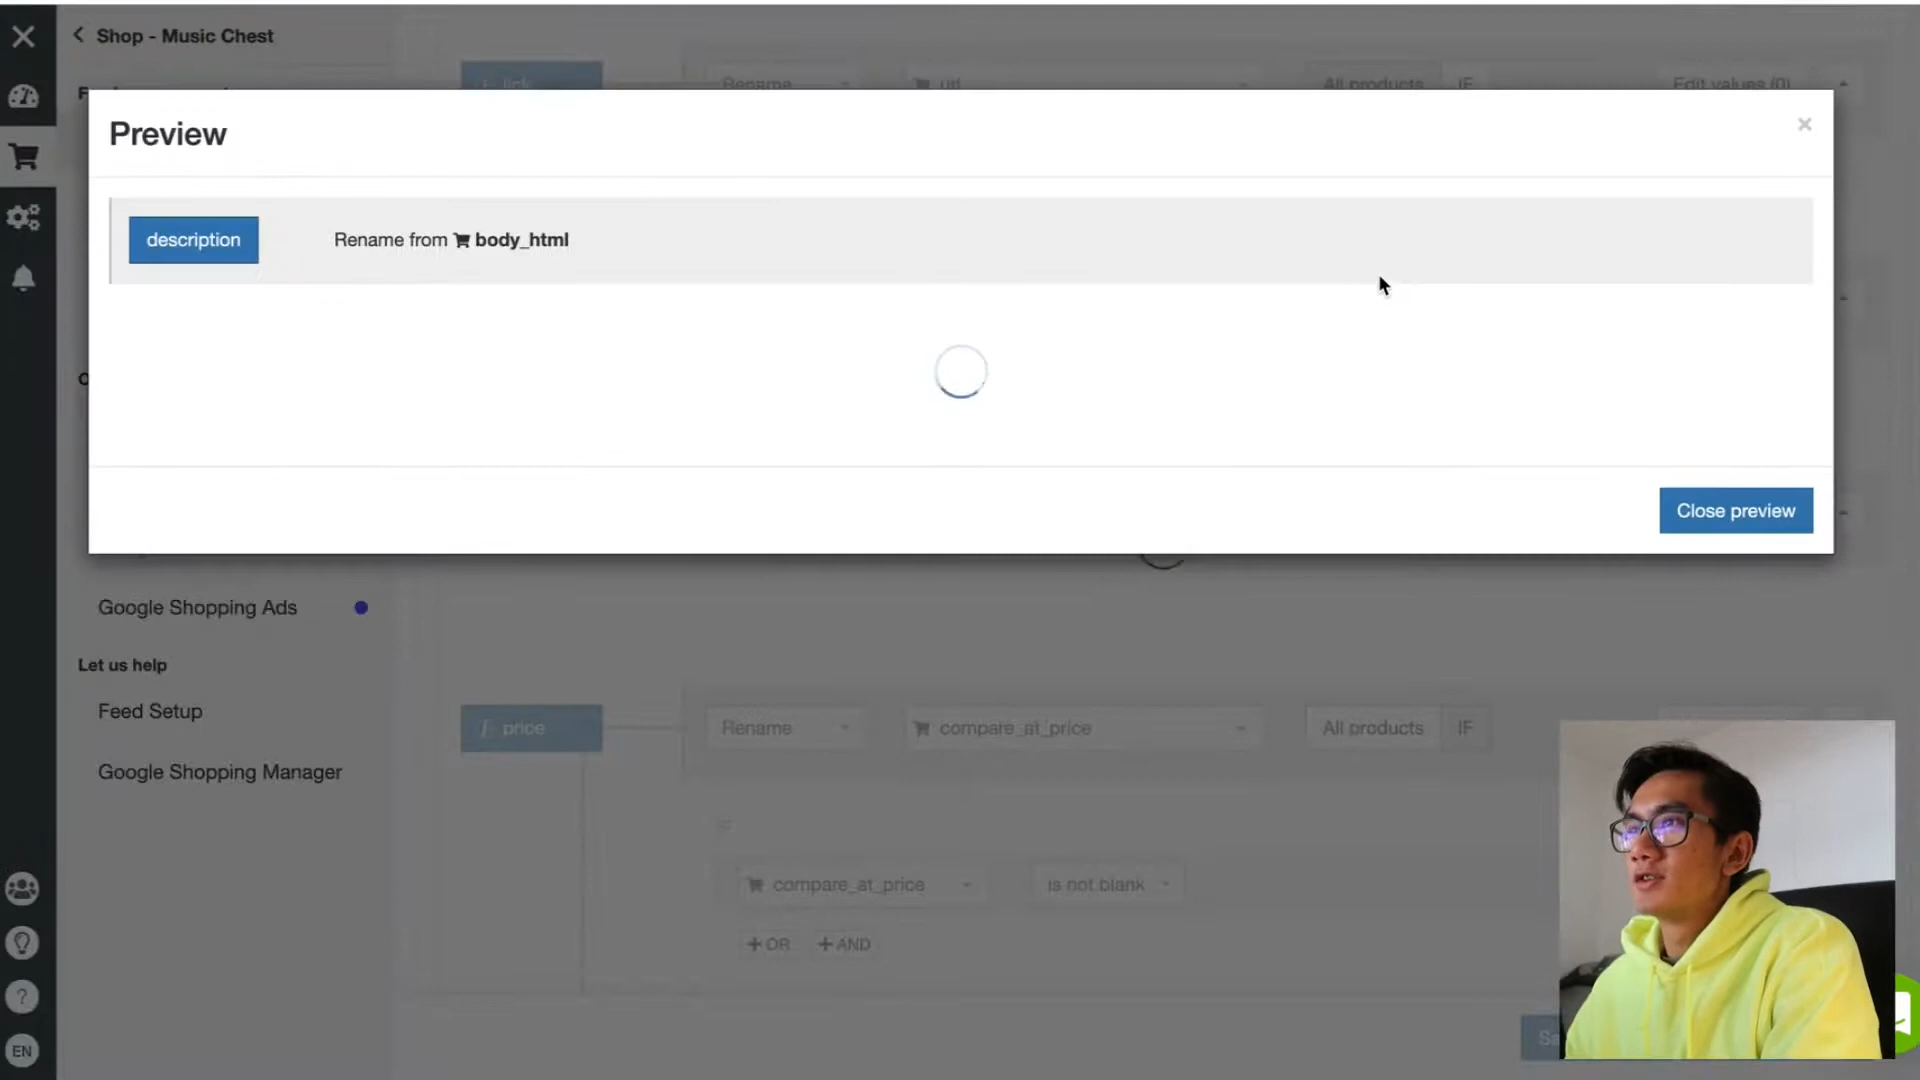 Shop - Music Chest
link
Rename
url
All products
IF
Edit values (0)
Preview
×
description
Rename from body_html
Close preview
Google Shopping Ads
Let us help
Feed Setup
price
Rename
compare_at_price
All products
IF
Google Shopping Manager
compare_at_price
is not blank
+ OR
+ AND
?
EN